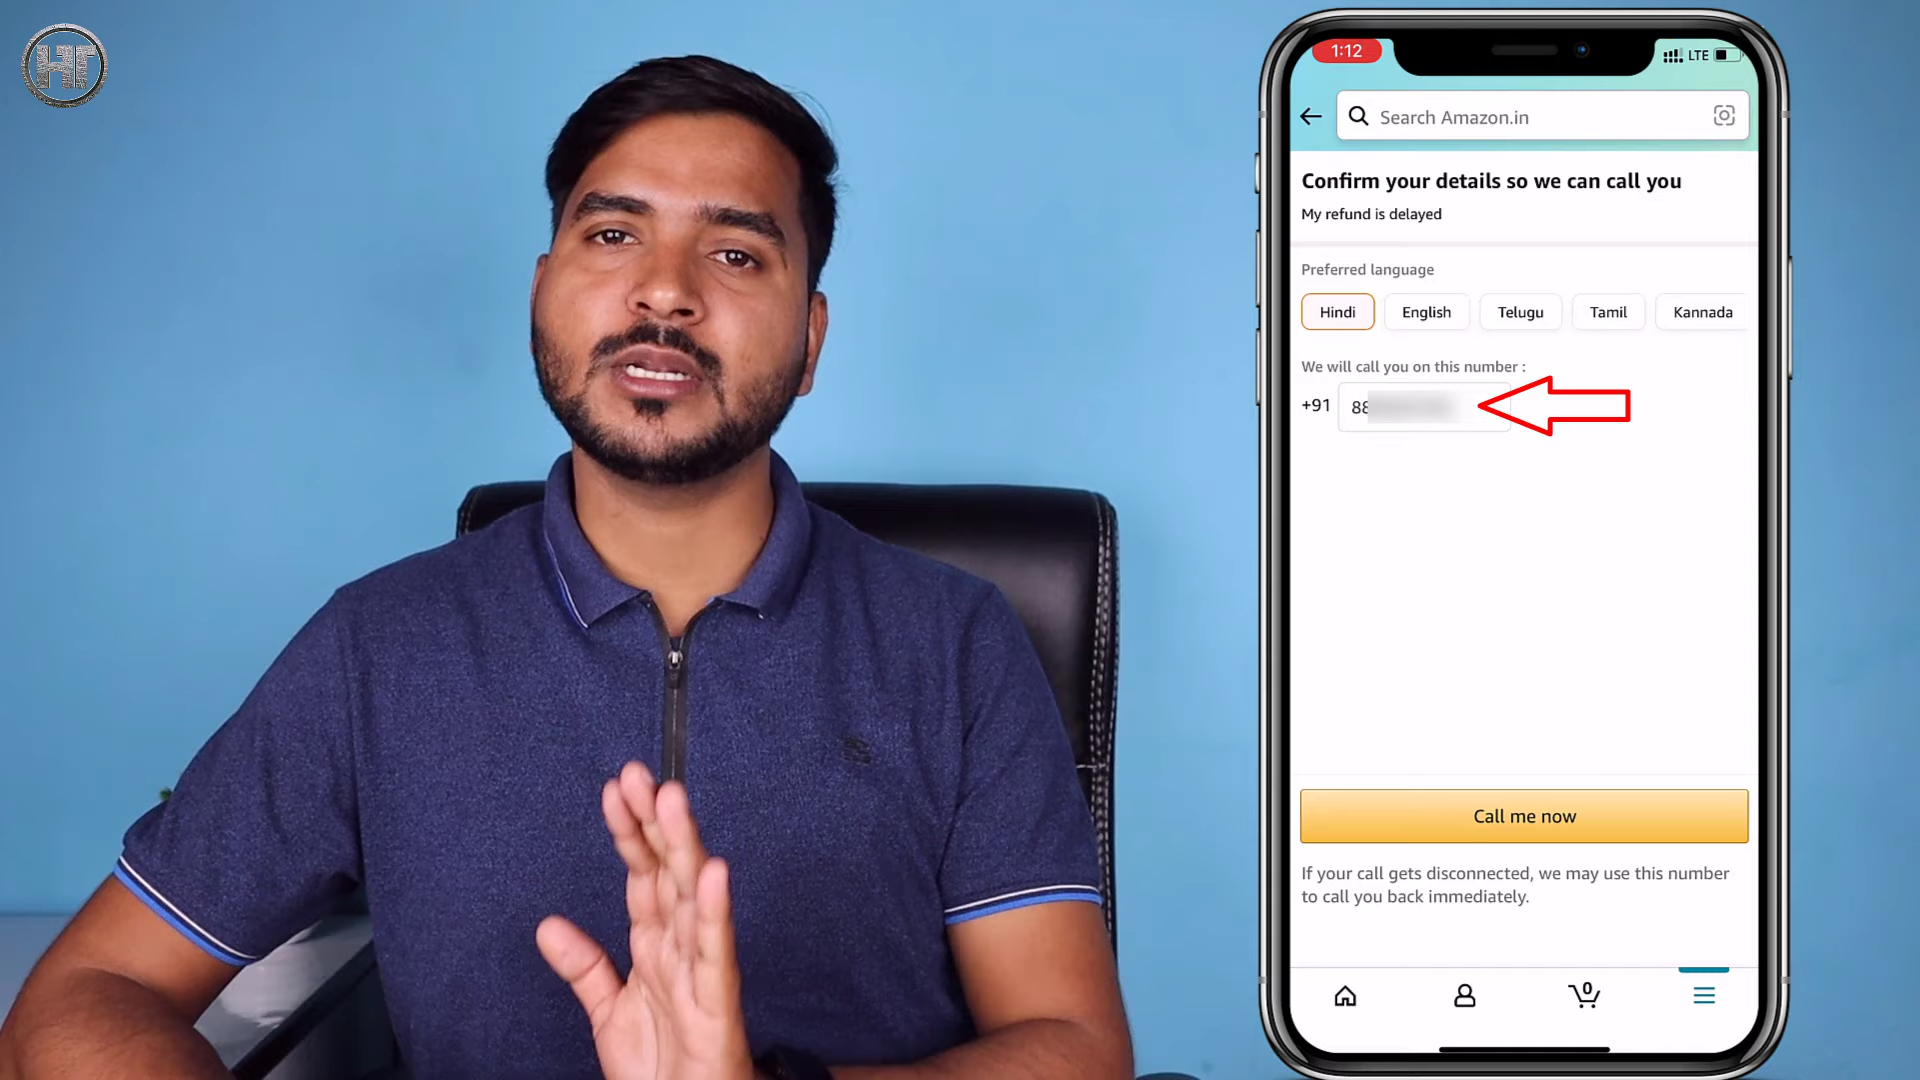 HT
1:12
LTE
Search Amazon.in
Confirm your details so we can call you
My refund is delayed
Preferred language
Hindi English Telugu Tamil Kannada
We will call you on this number :
+91 88
Call me now
If your call gets disconnected, we may use this number
to call you back immediately.
0